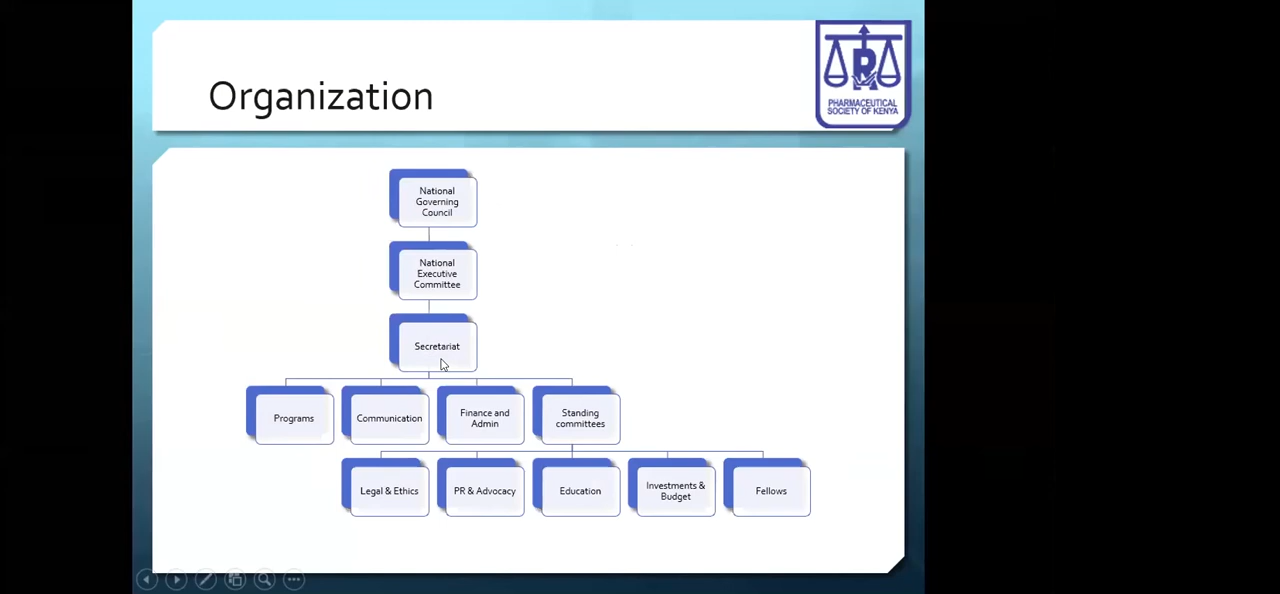 Organization
PHARMACEUTICAL
SOCIETY OF KENYA
National
Governing
Council
National
Executive
Committee
Secretariat
Programs
Communication
Finance and
Admin
Standing
committees
Legal & Ethics
PR & Advocacy
Education
Investments &
Budget
Fellows